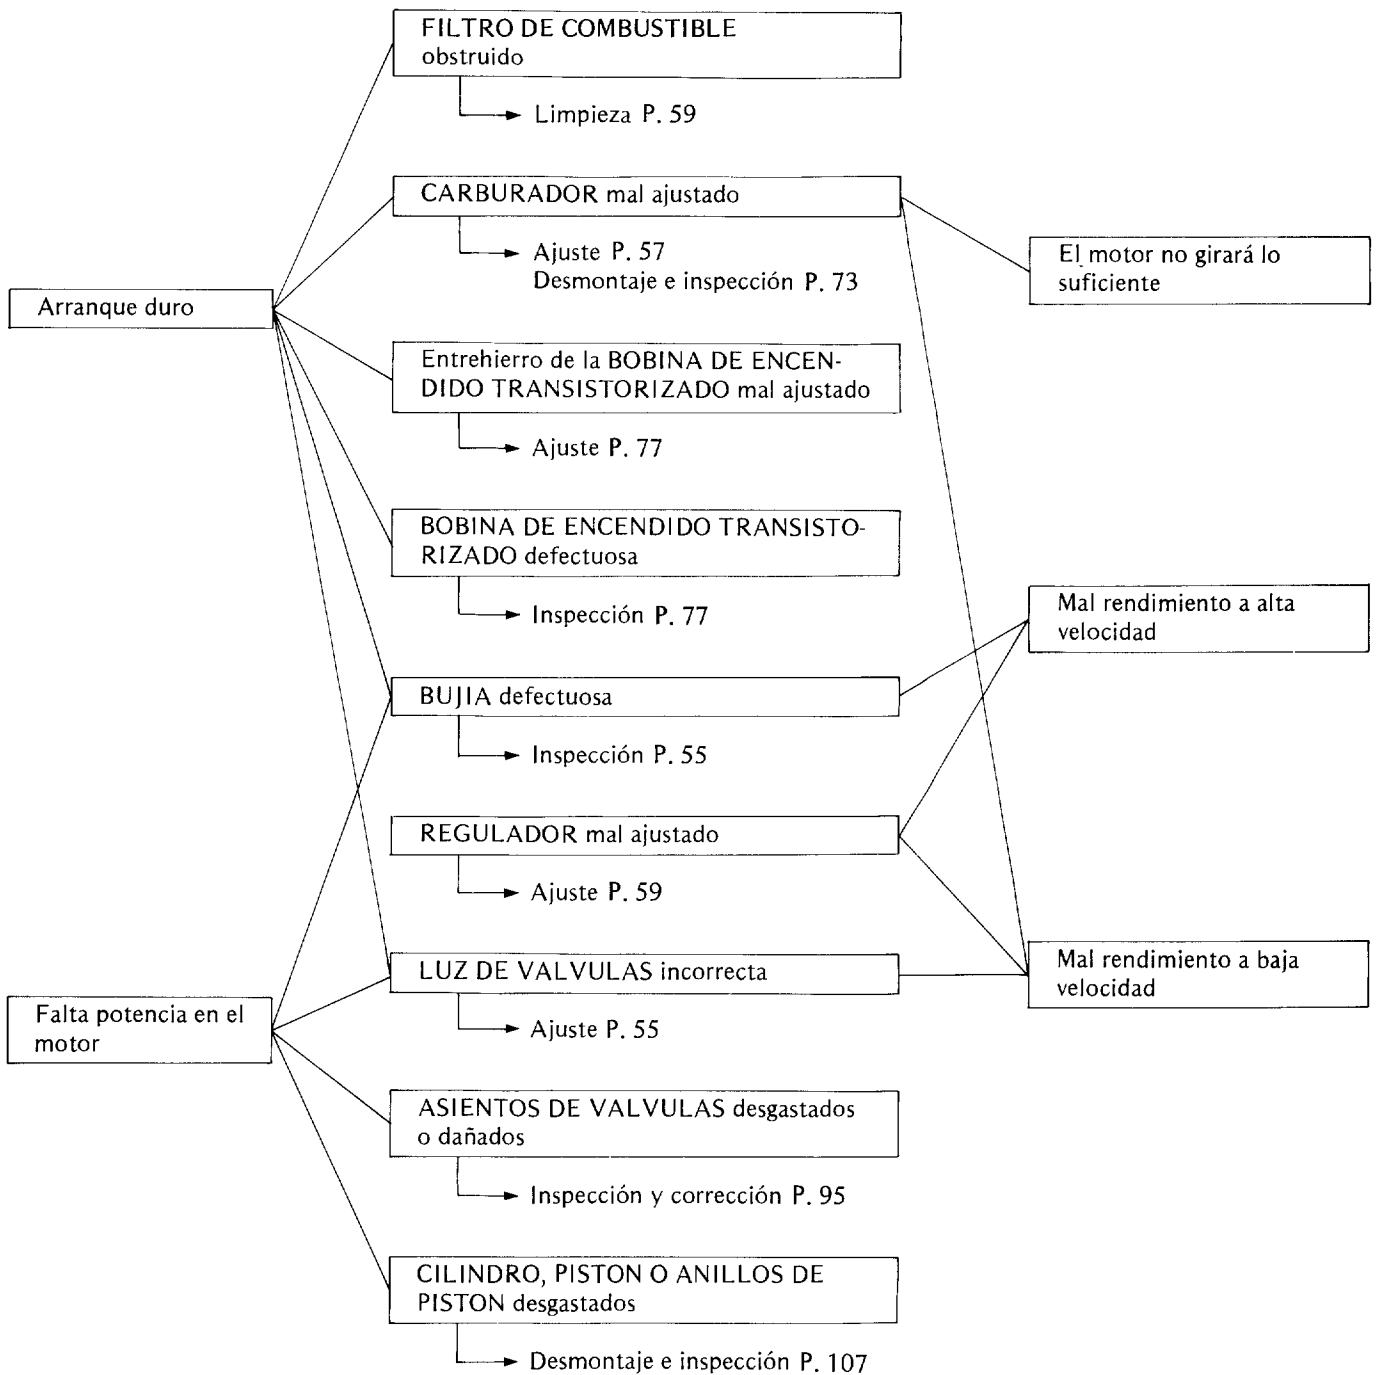 FILTRO DE COMBUSTIBLE
obstruido
Limpieza P. 59
CARBURADOR mal ajustado
Ajuste P. 57
Desmontaje e inspección P. 73
El motor no girará lo
suficiente
Arranque duro
Entrehierro de la BOBINA DE ENCEN-
DIDO TRANSISTORIZADO mal ajustado
Ajuste P. 77
BOBINA DE ENCENDIDO TRANSISTO-
RIZADO defectuosa
Inspección P. 77
Mal rendimiento a alta
velocidad
BUJIA defectuosa
Inspección P. 55
REGULADOR mal ajustado
Ajuste P. 59
LUZ DE VALVULAS incorrecta
Ajuste P. 55
Mal rendimiento a baja
velocidad
Falta potencia en el
motor
ASIENTOS DE VALVULAS desgastados
o dañados
Inspección y corrección P. 95
CILINDRO, PISTON O ANILLOS DE
PISTON desgastados
Desmontaje e inspección P. 107